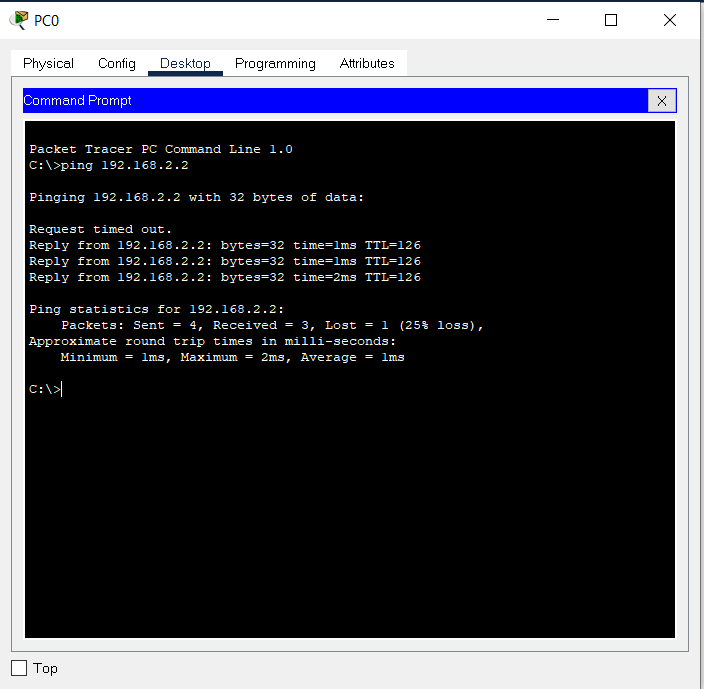 PC0
Physical Config Desktop Programming Attributes
Command Prompt X
Packet Tracer PC Command Line 1.0
C:\>ping 192.168.2.2
Pinging 192.168.2.2 with 32 bytes of data:
Request timed out.
Reply from 192.168.2.2: bytes=32 time=1ms TTL=126
Reply from 192.168.2.2: bytes=32 time=1ms TTL=126
Reply from 192.168.2.2: bytes=32 time=2ms TTL=126
Ping statistics for 192.168.2.2:
Packets: Sent = 4, Received = 3, Lost = 1 (25% loss),
Approximate round trip times in milli-seconds:
Minimum = 1ms, Maximum = 2ms, Average = 1ms
C:\>
Top